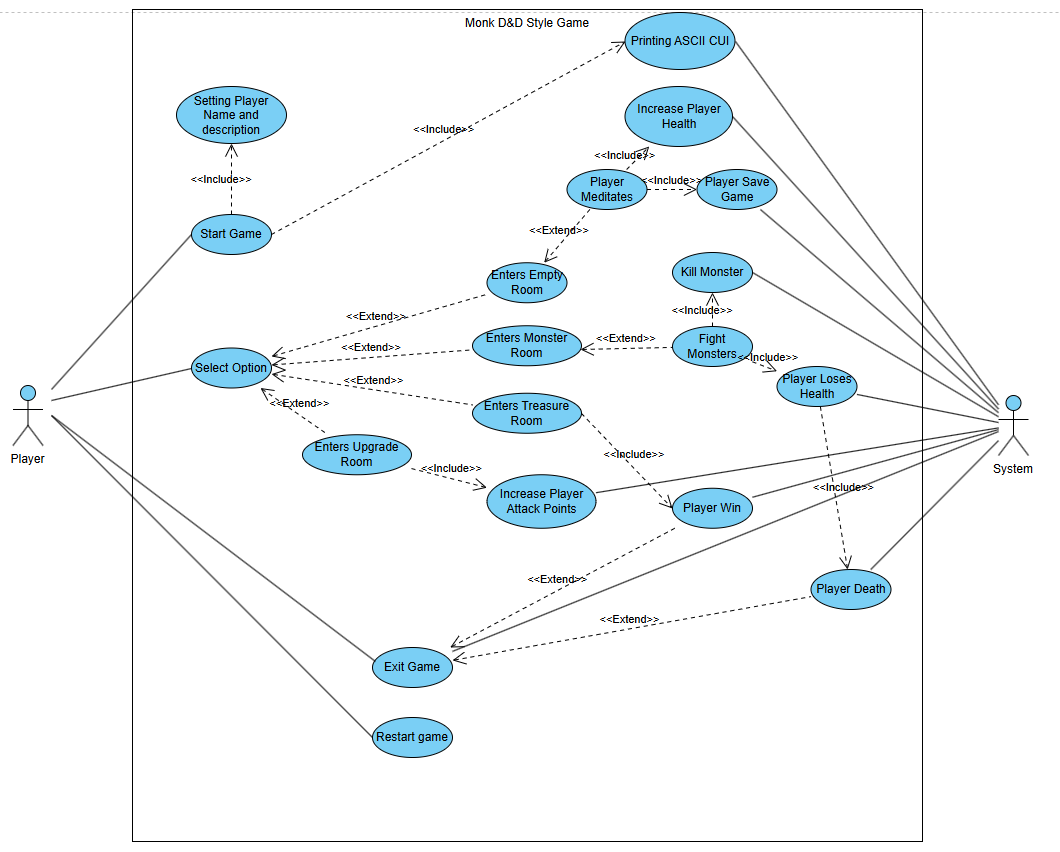 Monk D&D Style Game
Printing ASCII CUI
Setting Player
Name and
description
Increase Player
Health
<<Include>>
<<Include>>
<<Include>>
<<Include>>
Player
Meditates
Player Save
Game
Start Game
<<Extend>>
Enters Empty
Room
Kill Monster
<<Extend>>
<<Include>>
Enters Monster
Room
<<Extend>>
Fight
Monsters
<<Extend>>
<<Include>>
Select Option
<<Extend>>
Player Loses
Health
<<Extend>>
Enters Treasure
Room
Player
System
Enters Upgrade
Room
<<Include>>
<<Include>>
<<Include>>
Increase Player
Attack Points
Player Win
<<Extend>>
Player Death
<<Extend>>
Exit Game
Restart game